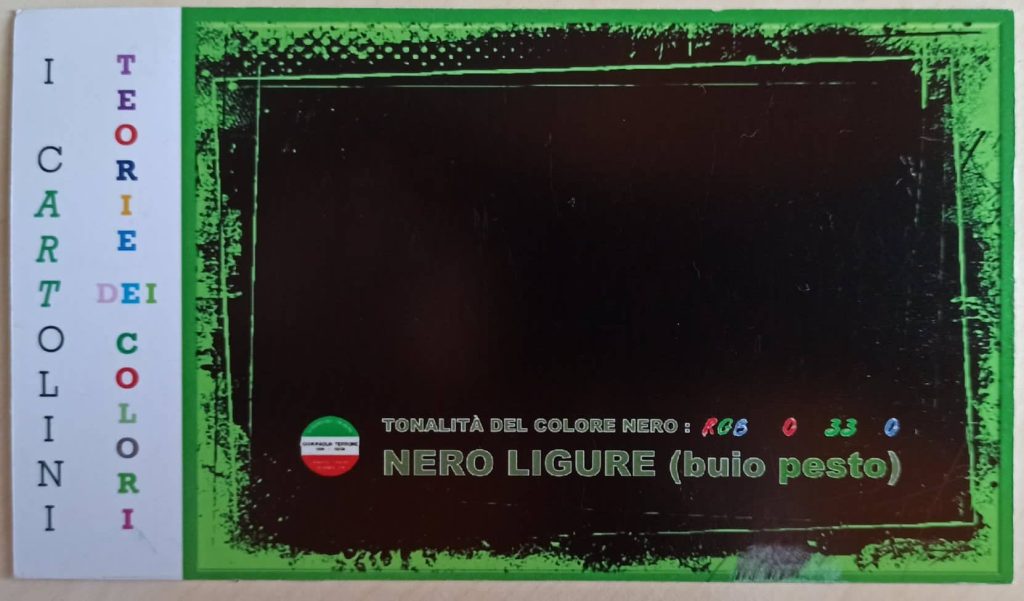 I CARTOLINI
TEORIE DEI COLORI
TONALITÀ DEL COLORE NERO : RGB 0 33 0
NERO LIGURE (buio pesto)